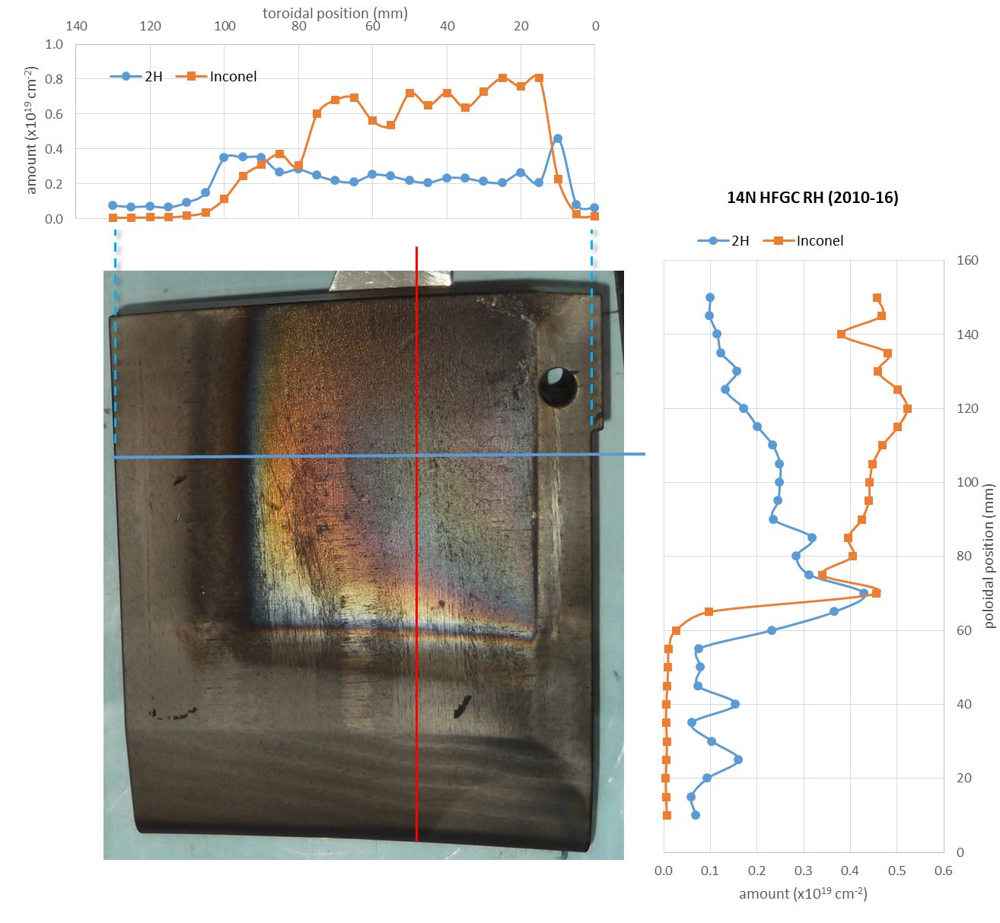 toroidal position (mm)
140 120 100 80 60 40 20 0
1.0
0.8
0.6
0.4
0.2
0.0
amount (x10¹⁹ cm⁻²)
2H Inconel
14N HFGC RH (2010-16)
2H Inconel
160
140
120
100
80
60
40
20
0
poloidal position (mm)
0.0 0.1 0.2 0.3 0.4 0.5 0.6
amount (x10¹⁹ cm⁻²)